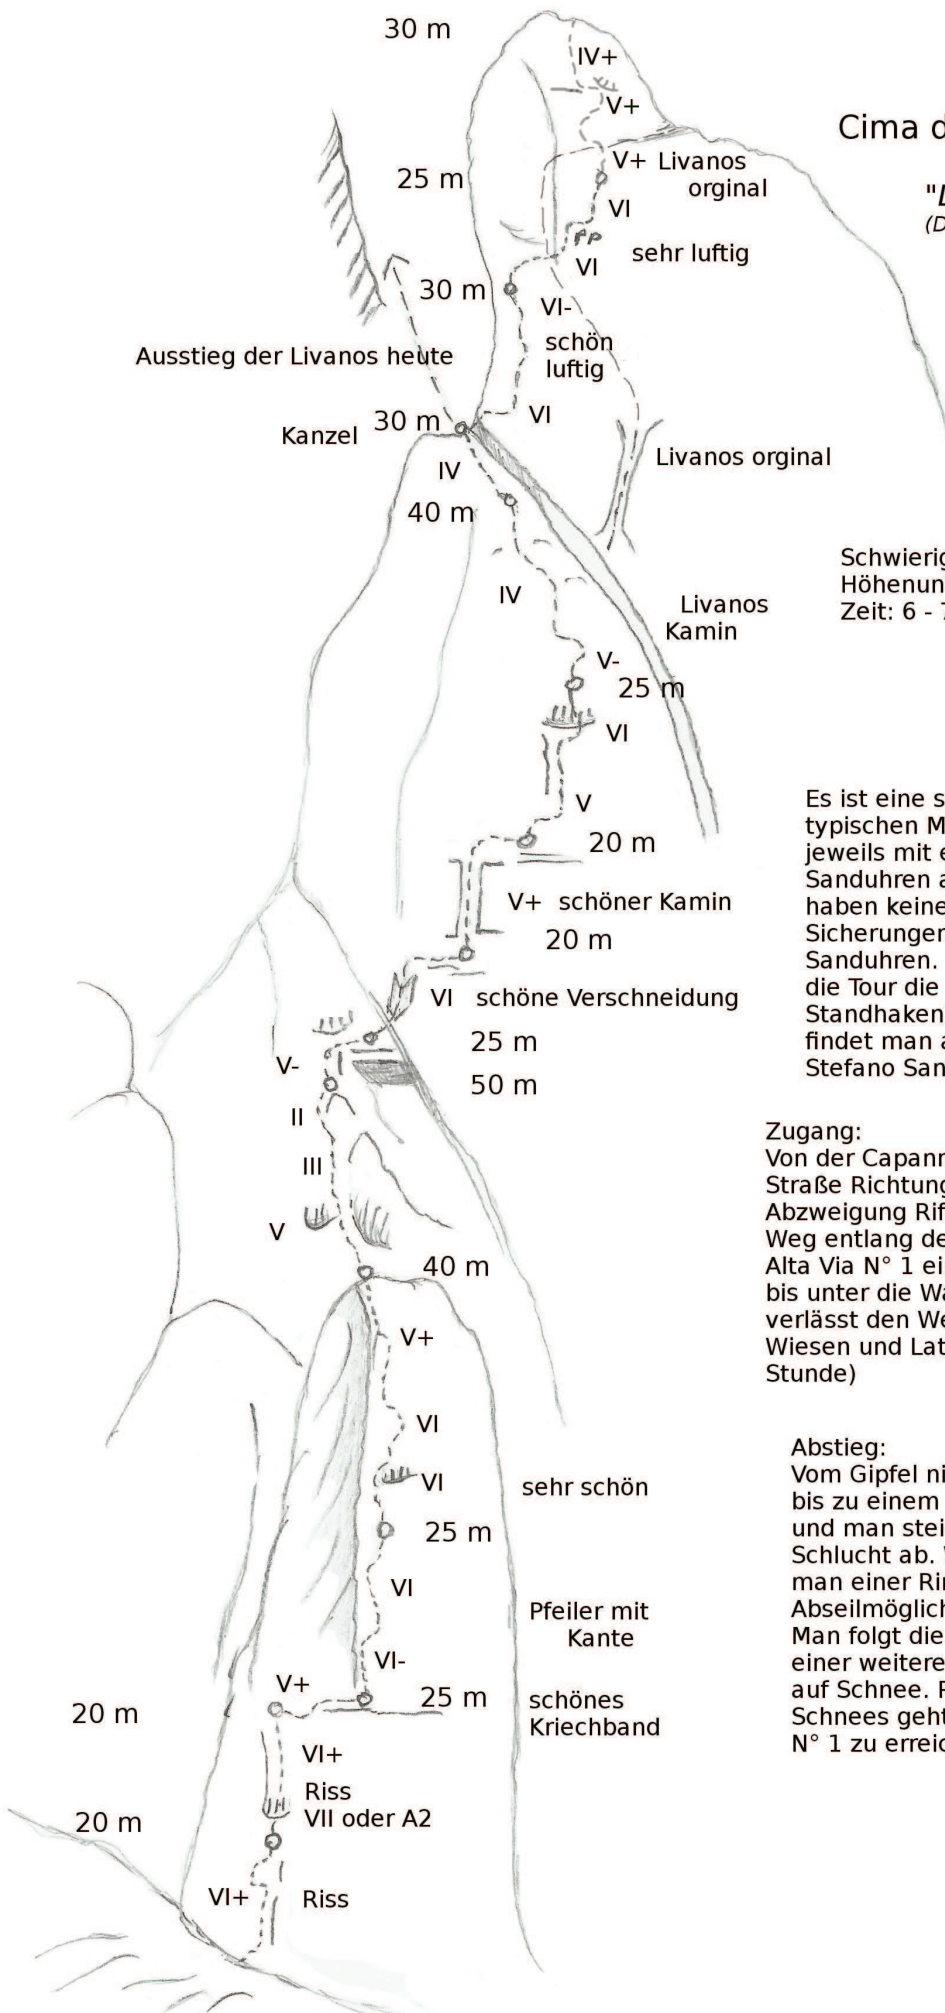 30 m
IV+
V+
Cima d
V+ Livanos
orginal
25 m
"L
(D
VI
sehr luftig
VI
30 m
VI-
schön
luftig
Ausstieg der Livanos heute
VI
30 m
Kanzel
IV
Livanos orginal
40 m
Schwierig
Höhenun
Zeit: 6 - 7
IV
Livanos
Kamin
V-
25 m
VI
V
20 m
Es ist eine s
typischen M
jeweils mit e
Sanduhren a
haben keine
Sicherungen
Sanduhren.
die Tour die
Standhaken
findet man a
Stefano San
V+ schöner Kamin
20 m
VI schöne Verschneidung
25 m
V-
50 m
II
III
V
40 m
Zugang:
Von der Capann
Straße Richtung
Abzweigung Rif
Weg entlang de
Alta Via N° 1 ei
bis unter die Wa
verlässt den We
Wiesen und Lat
Stunde)
V+
VI
VI
sehr schön
25 m
VI
Pfeiler mit
Kante
VI-
V+
25 m
schönes
Kriechband
Abstieg:
Vom Gipfel ni
bis zu einem
und man stei
Schlucht ab.
man einer Rin
Abseilmöglich
Man folgt die
einer weitere
auf Schnee.
Schnees geht
N° 1 zu erreic
20 m
VI+
Riss
VII oder A2
20 m
VI+
Riss